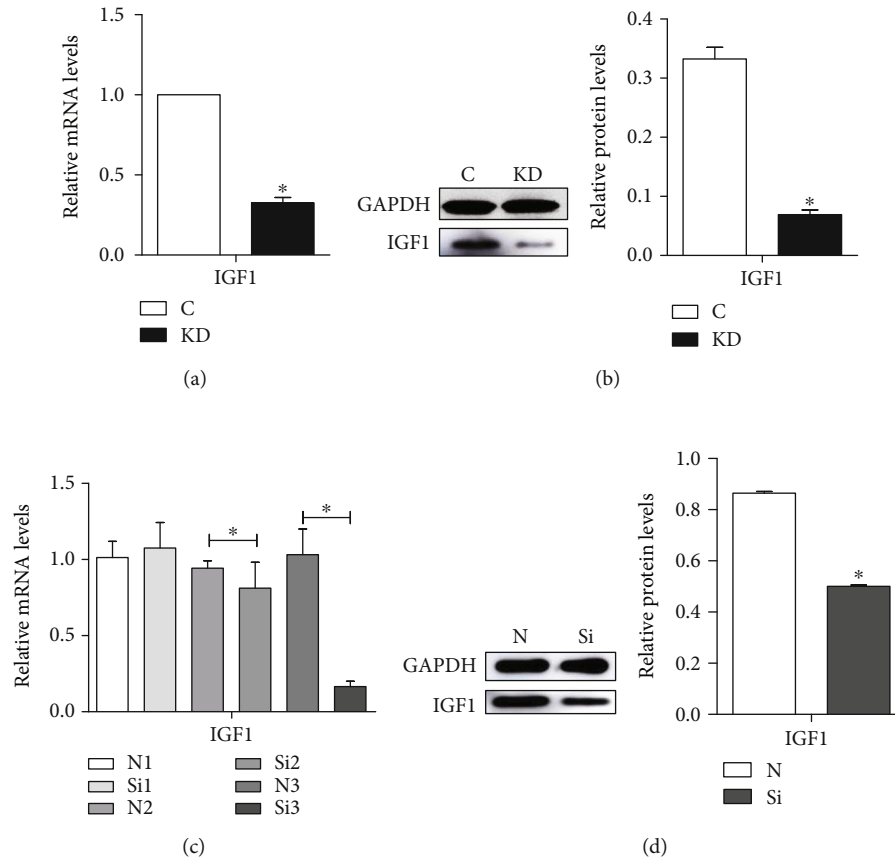 Relative mRNA levels
1.5
1.0
0.5
0.0
*
IGF1
C
KD
(a)
C KD
GAPDH
IGF1
Relative protein levels
0.4
0.3
0.2
0.1
0.0
*
IGF1
C
KD
(b)
Relative mRNA levels
1.5
1.0
0.5
0.0
* *
IGF1
N1 Si2
Si1 N3
N2 Si3
(c)
N Si
GAPDH
IGF1
Relative protein levels
1.0
0.8
0.6
0.4
0.2
0.0
*
IGF1
N
Si
(d)